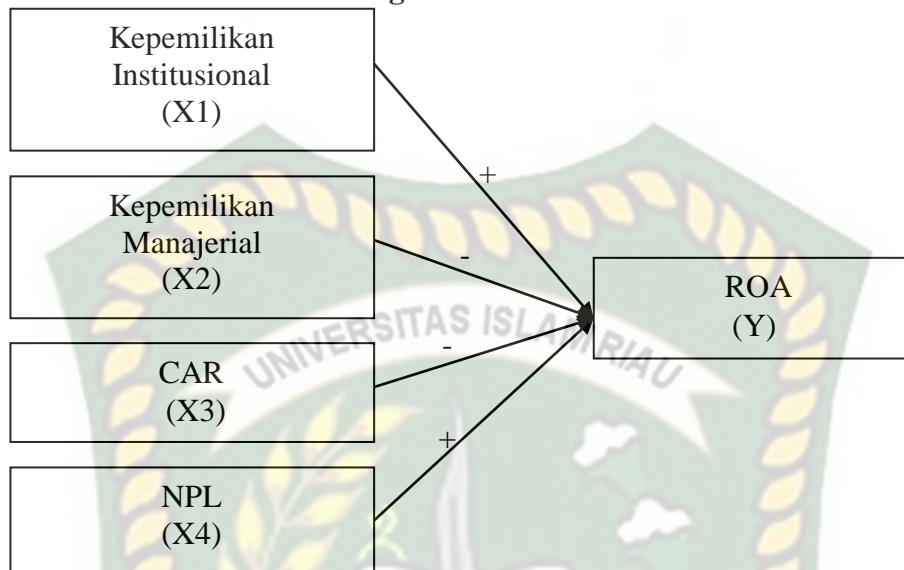 Kepemilikan
Institusional
(X1)
+
Kepemilikan
Manajerial
(X2)
-
ROA
(Y)
UNIVERSITAS ISLAM RIAU
-
CAR
(X3)
+
NPL
(X4)